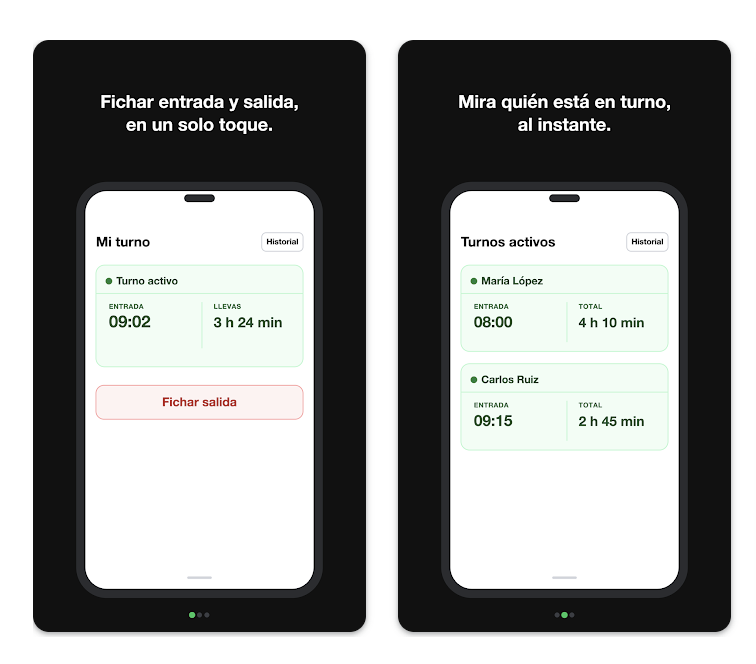 Fichar entrada y salida,
en un solo toque.
Mi turno
Historial
Turno activo
ENTRADA
LLEVAS
09:02
3 h 24 min
Fichar salida
Mira quién está en turno,
al instante.
Turnos activos
Historial
María López
ENTRADA
TOTAL
08:00
4 h 10 min
Carlos Ruiz
ENTRADA
TOTAL
09:15
2 h 45 min